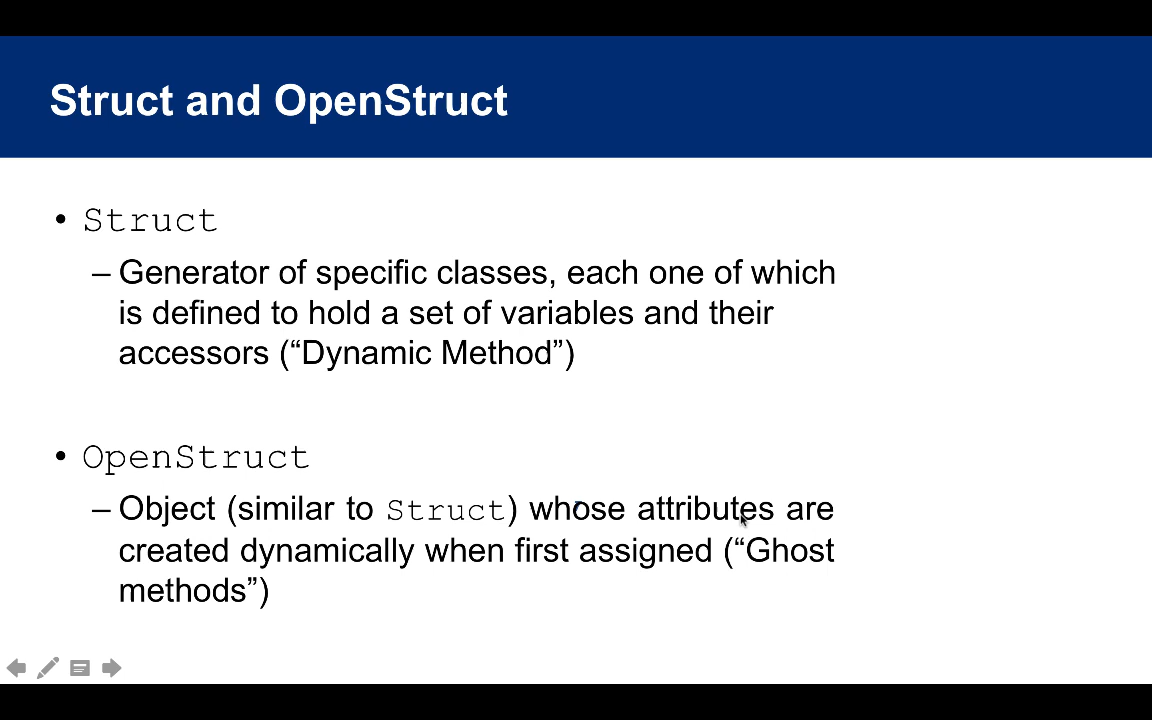 Struct and OpenStruct
• Struct
– Generator of specific classes, each one of which
is defined to hold a set of variables and their
accessors (“Dynamic Method”)
• OpenStruct
– Object (similar to Struct) whose attributes are
created dynamically when first assigned (“Ghost
methods”)